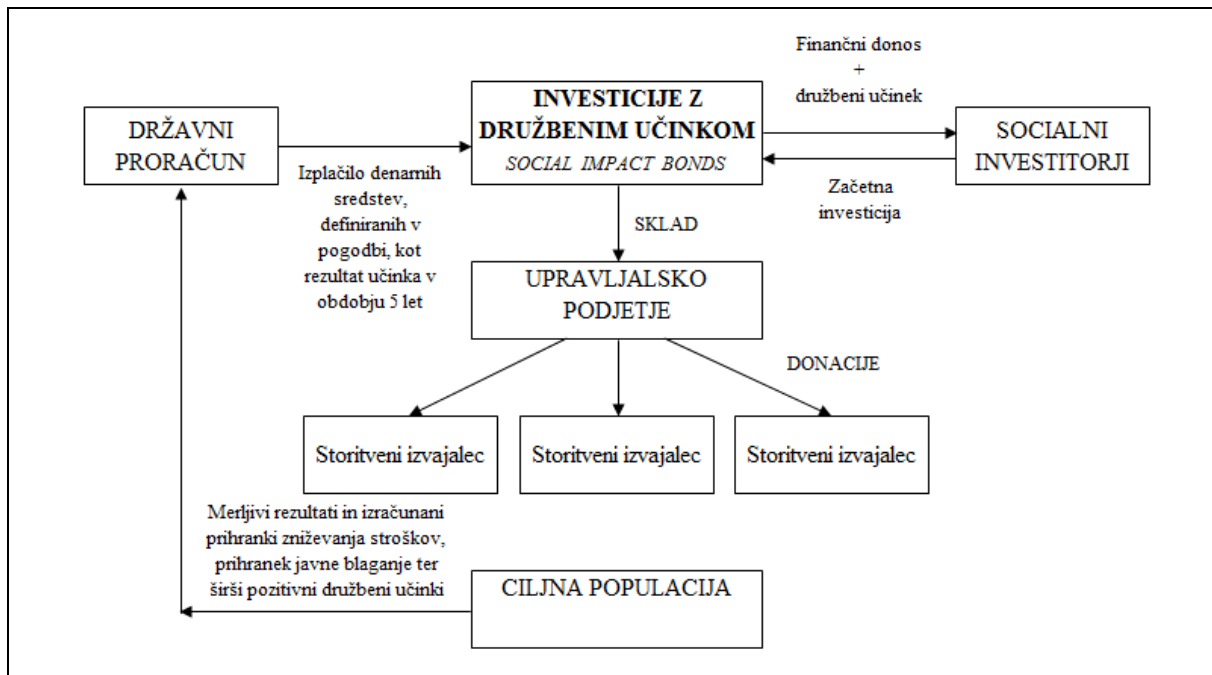 Finančni donos
+
družbeni učinek
INVESTICIJE Z
DRUŽBENIM UČINKOM
SOCIAL IMPACT BONDS
DRŽAVNI
PRORAČUN
SOCIALNI
INVESTITORJI
Izplačilo denarnih
sredstev,
definiranih v
pogodbi, kot
rezultat učinka v
obdobju 5 let
Začetna
investicija
SKLAD
UPRAVLJALSKO
PODJETJE
DONACIJE
Storitveni izvajalec
Storitveni izvajalec
Storitveni izvajalec
Merljivi rezultati in izračunani
prihranki zniževanja stroškov,
prihranek javne blaganje ter
širši pozitivni družbeni učinki
CILJNA POPULACIJA